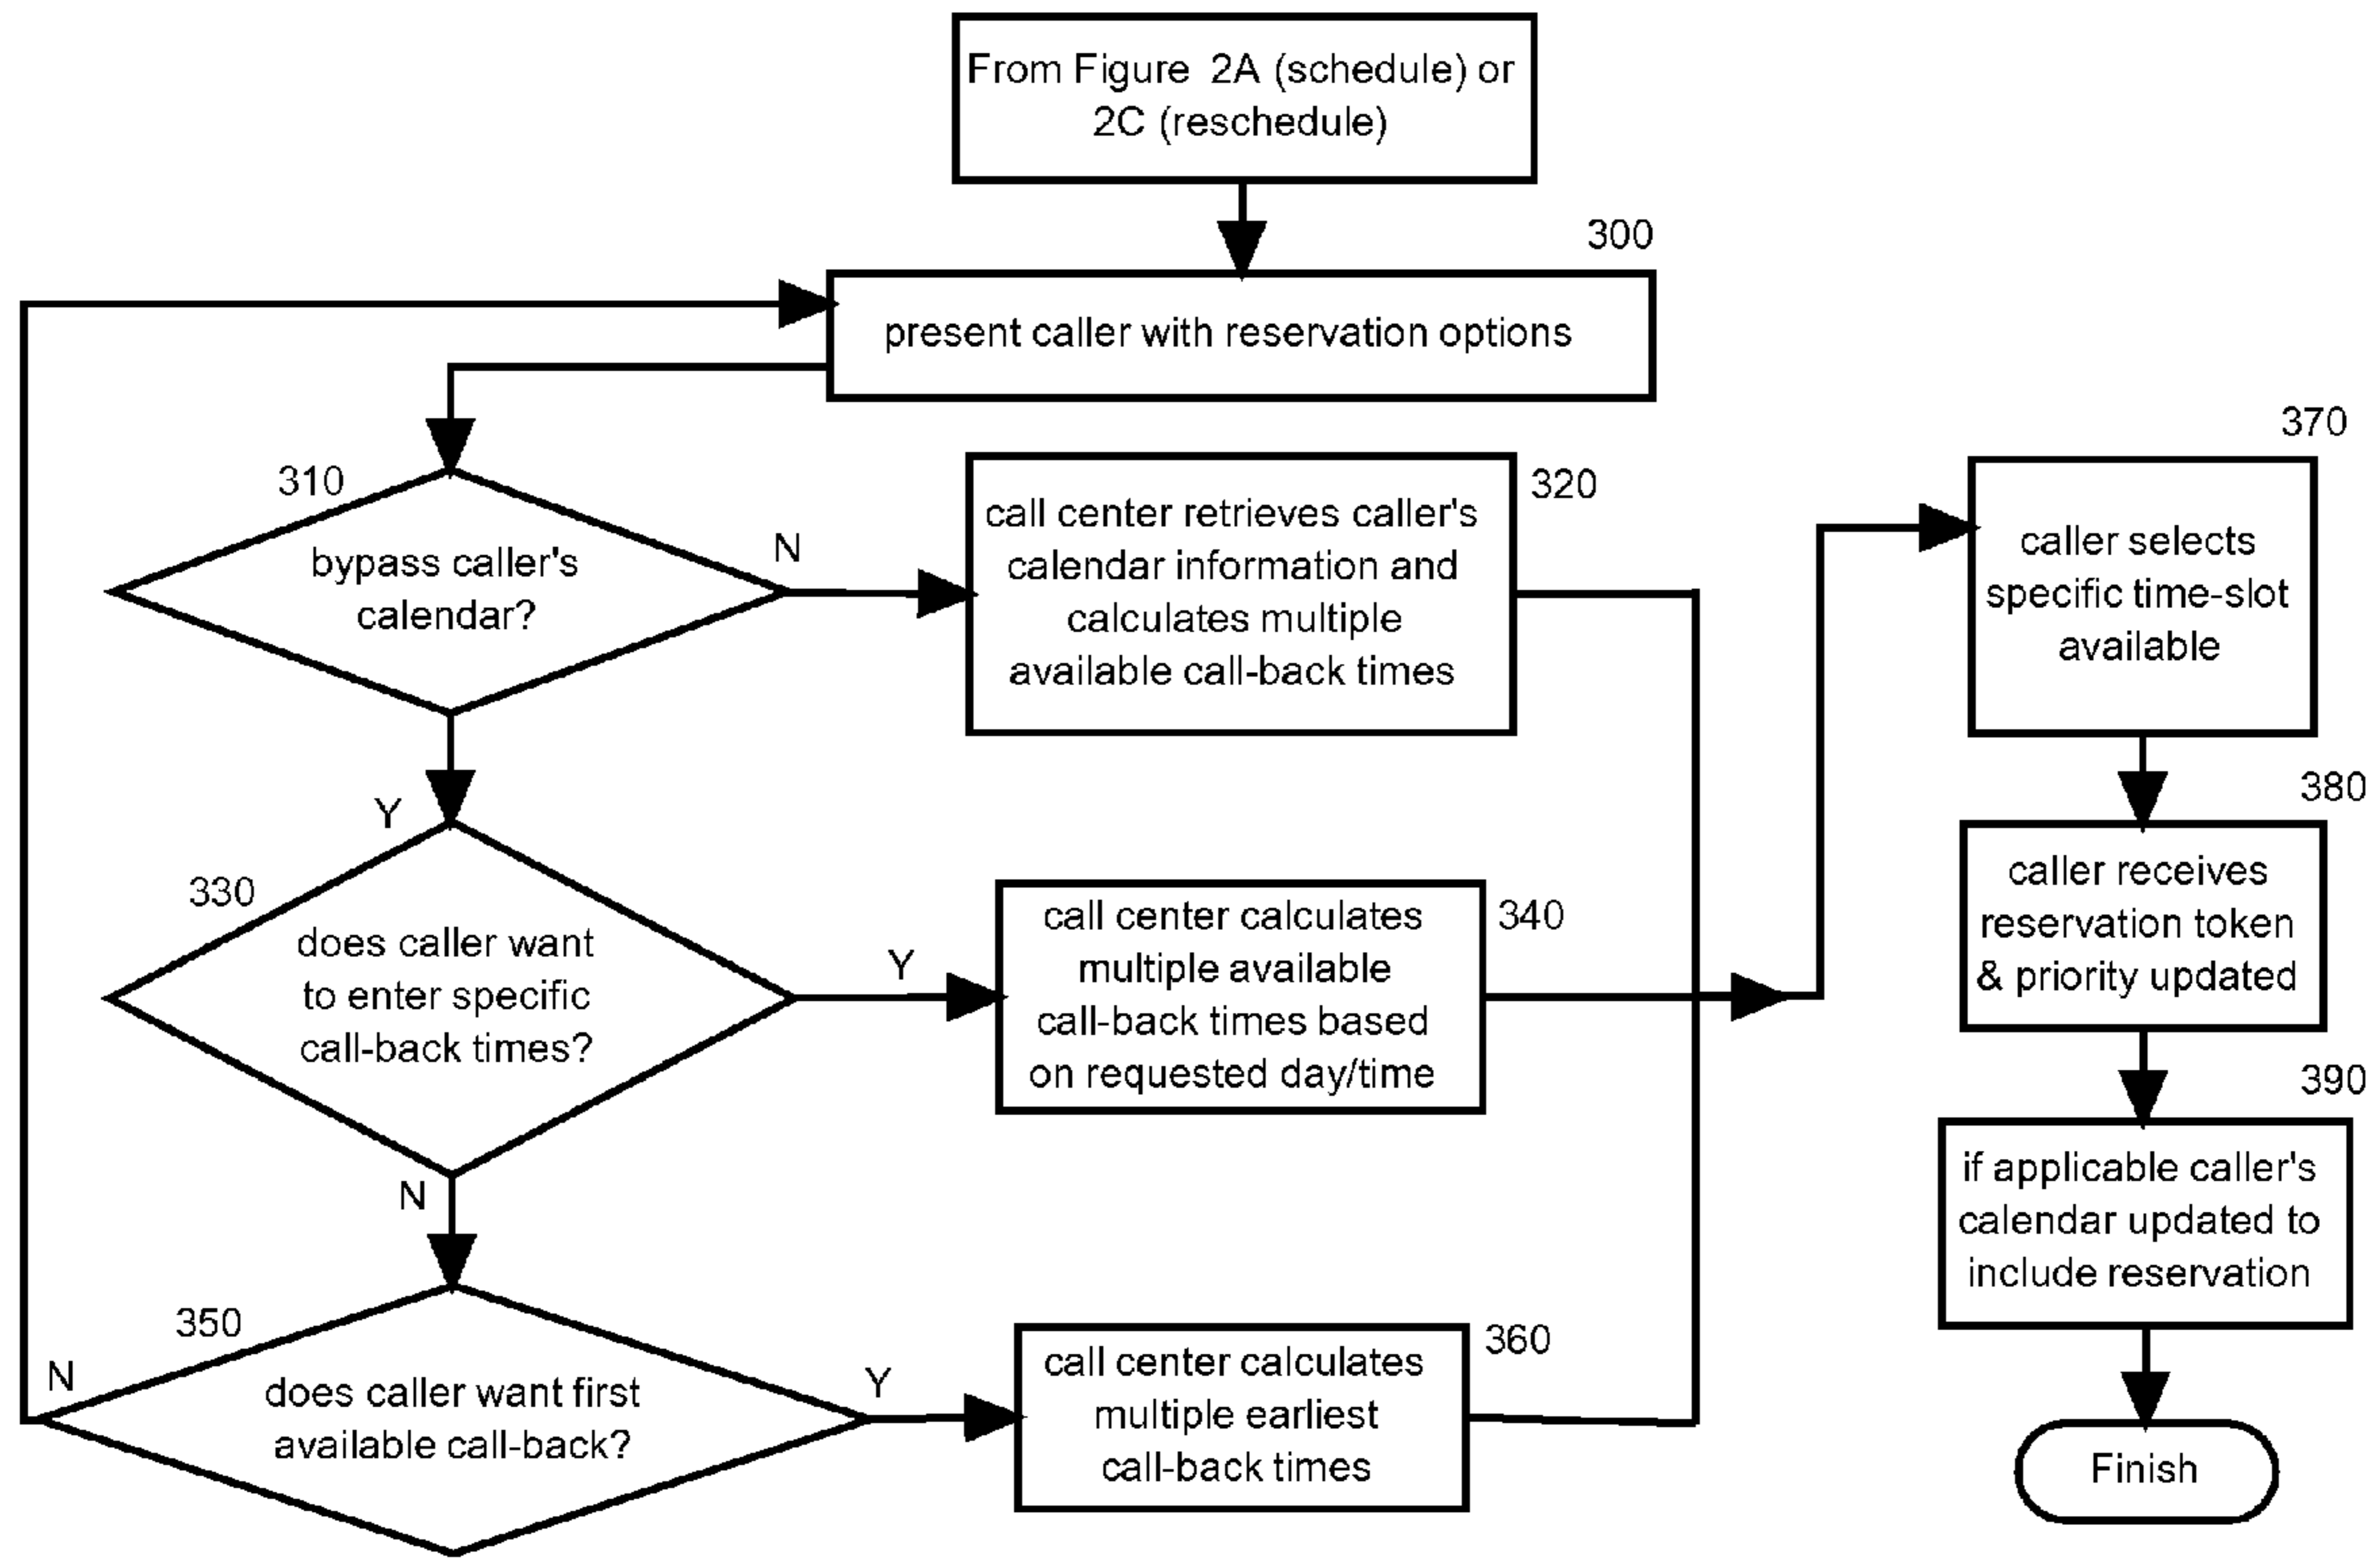 From Figure 2A (schedule) or
2C (reschedule)
300
present caller with reservation options
310
bypass caller's
calendar?
N
Y
320
call center retrieves caller's
calendar information and
calculates multiple
available call-back times
330
does caller want
to enter specific
call-back times?
Y
N
340
call center calculates
multiple available
call-back times based
on requested day/time
350
does caller want first
available call-back?
N
Y
360
call center calculates
multiple earliest
call-back times
370
caller selects
specific time-slot
available
380
caller receives
reservation token
& priority updated
390
if applicable caller's
calendar updated to
include reservation
Finish